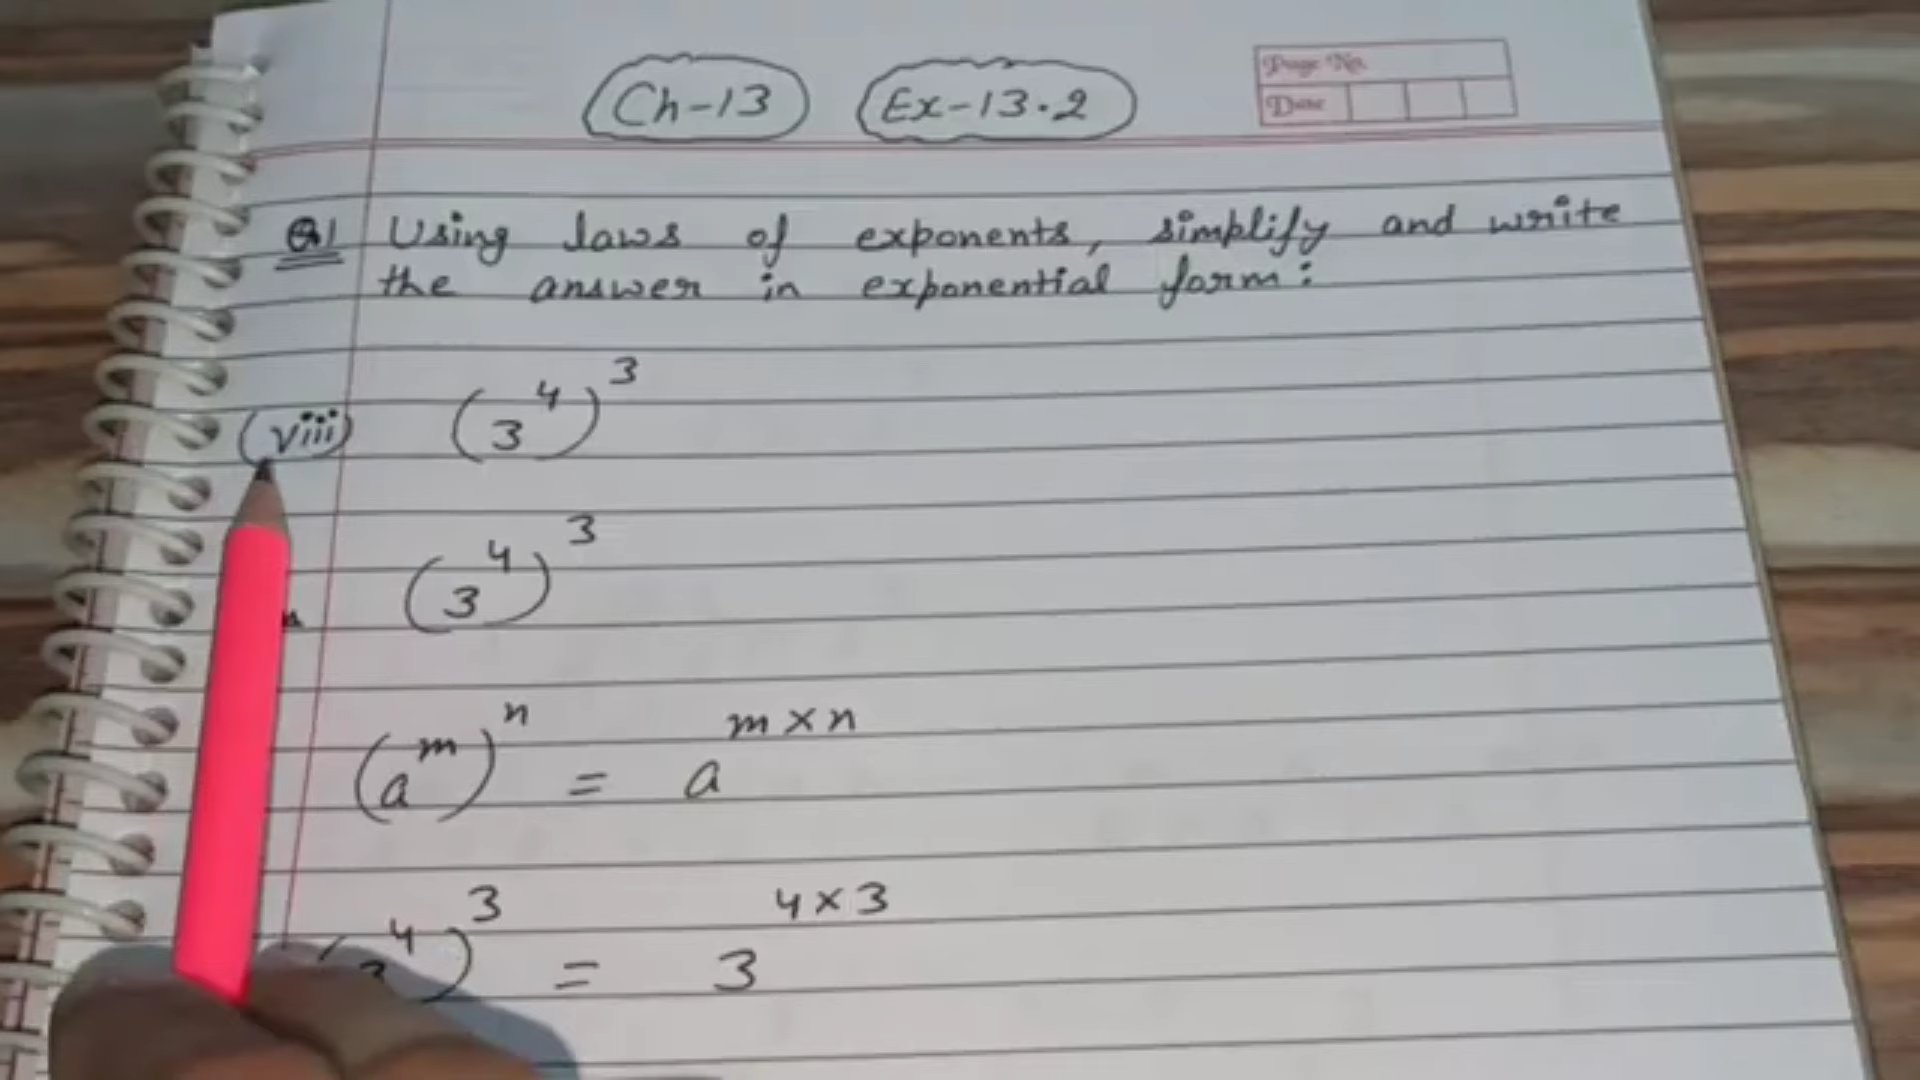 Ch-13 Ex-13.2
Page No.
Date
Q1 Using laws of exponents, simplify and write
the answer in exponential form:
(viii) (3^4)^3
(3^4)^3
(a^m)^n = a^m×n
(3^4)^3 = 3^4×3